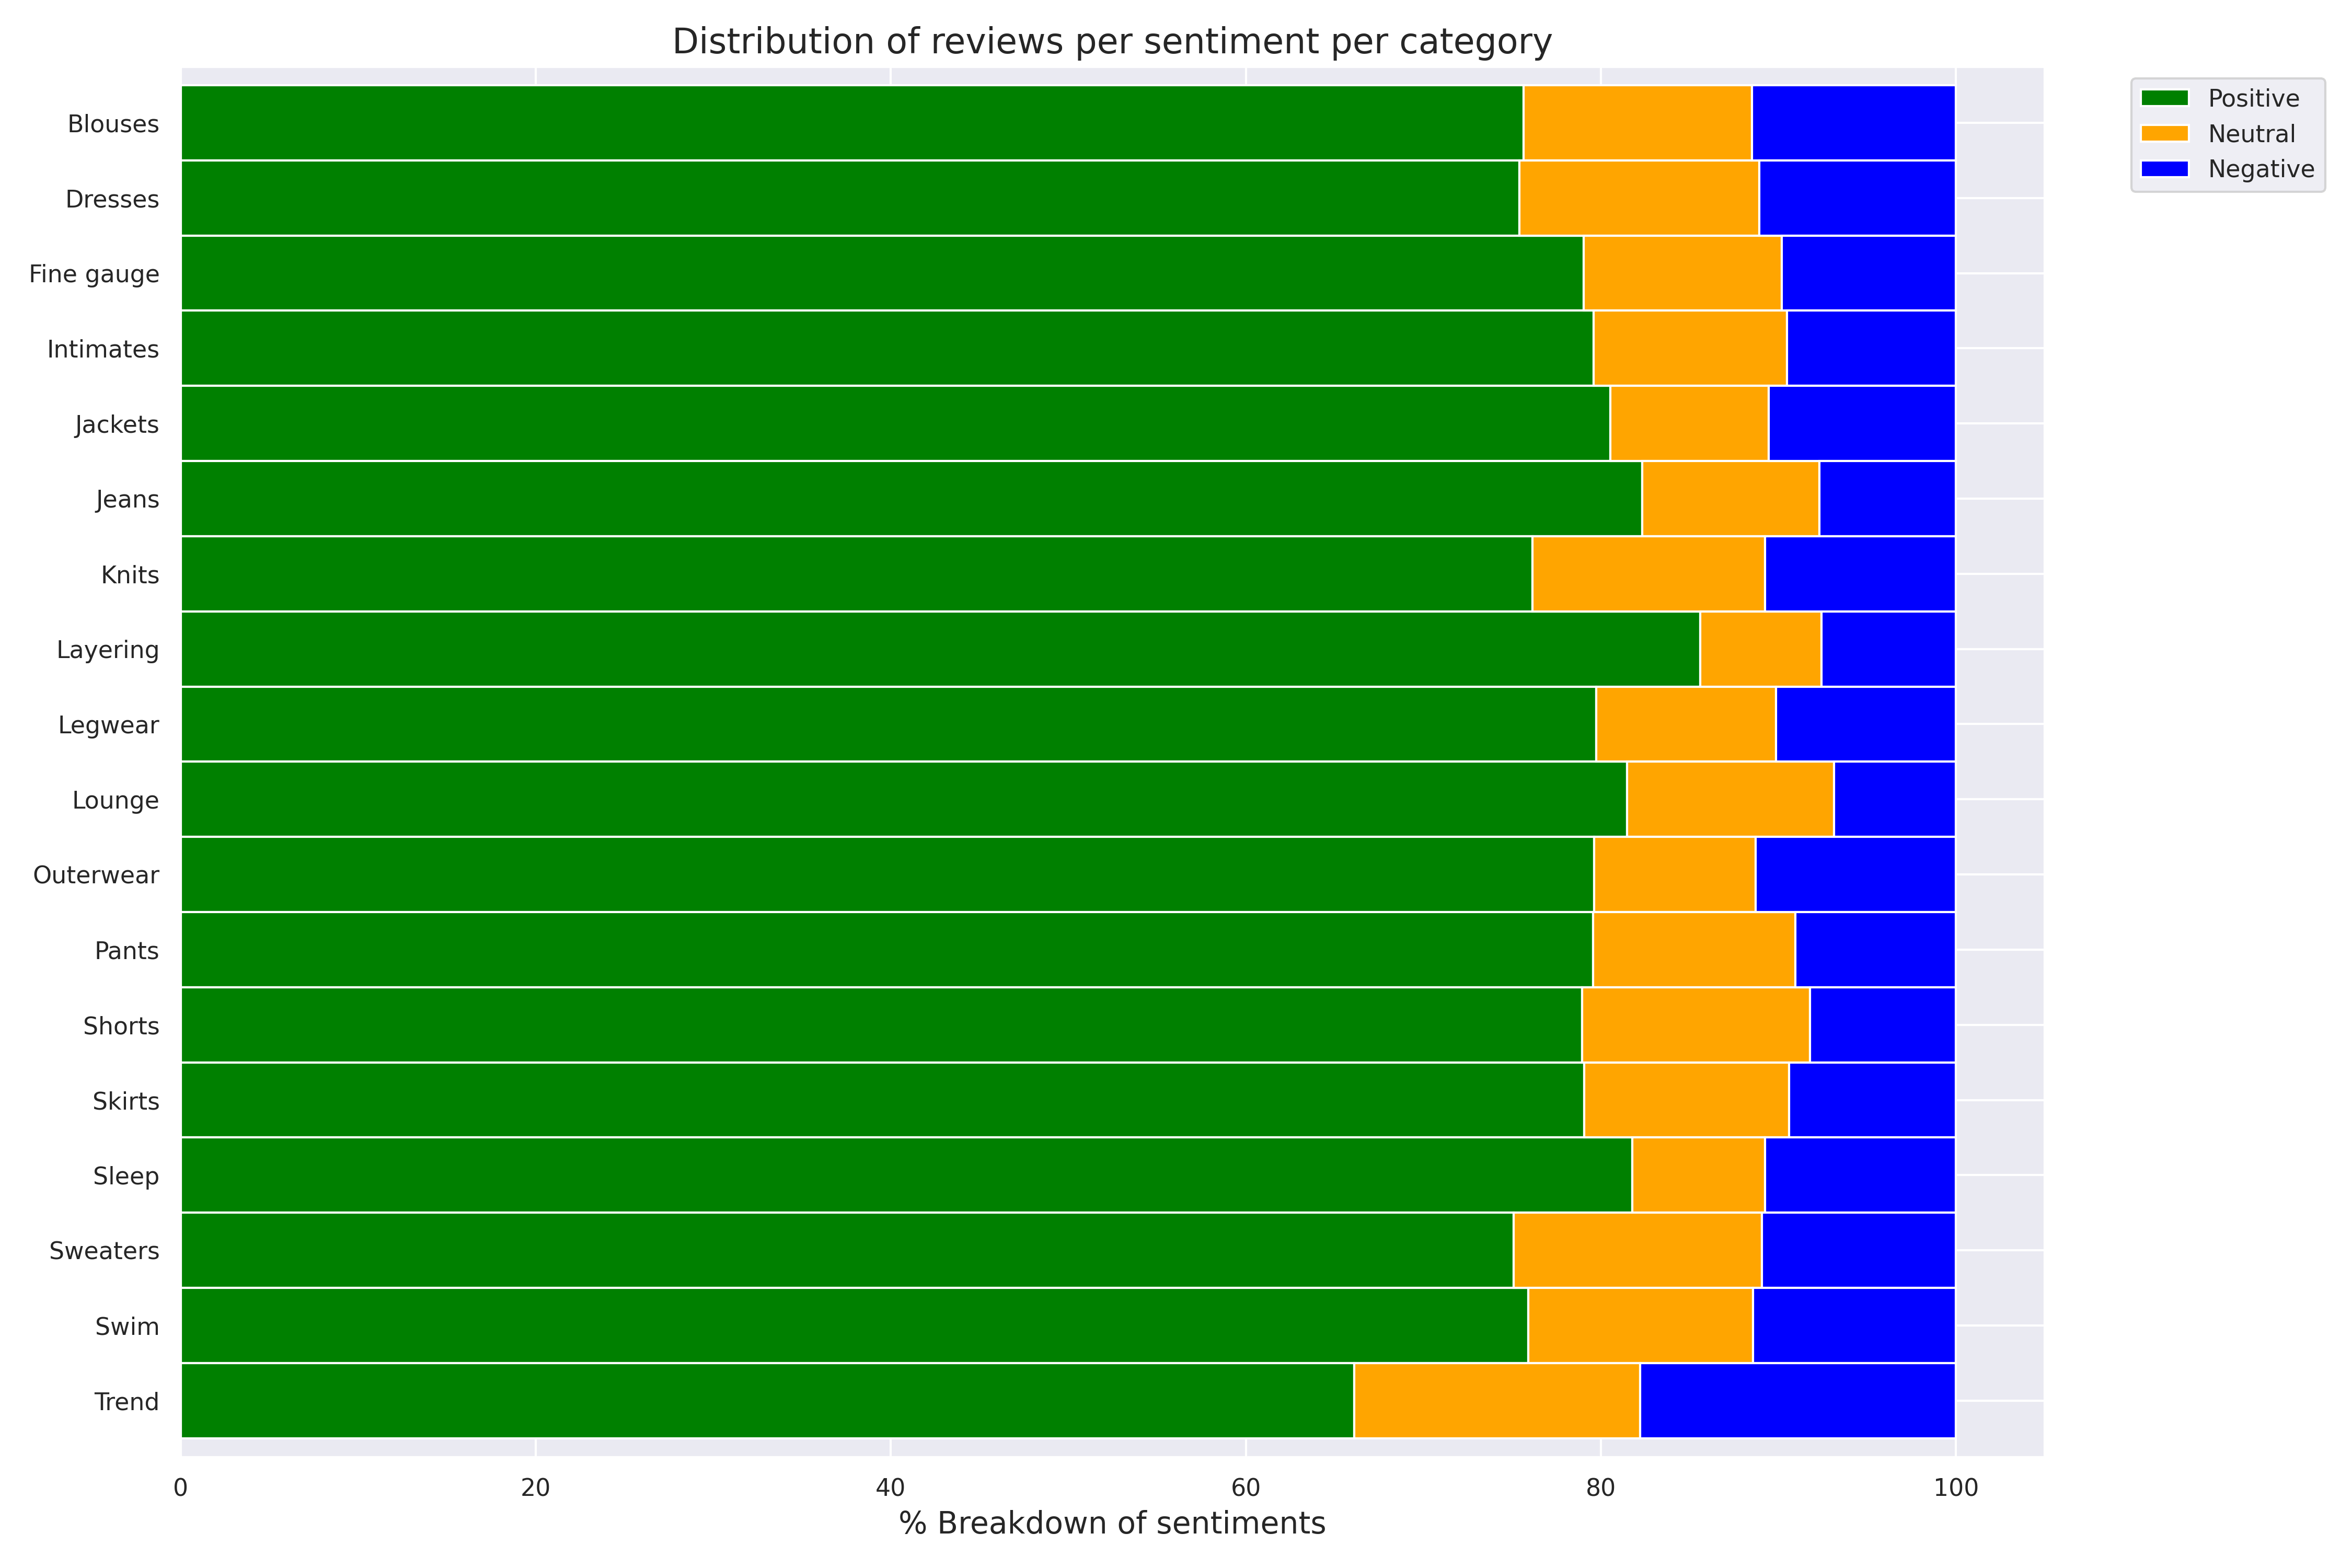 Distribution of reviews per sentiment per category
Positive
Neutral
Negative
Blouses
Dresses
Fine gauge
Intimates
Jackets
Jeans
Knits
Layering
Legwear
Lounge
Outerwear
Pants
Shorts
Skirts
Sleep
Sweaters
Swim
Trend
0 20 40 60 80 100
% Breakdown of sentiments